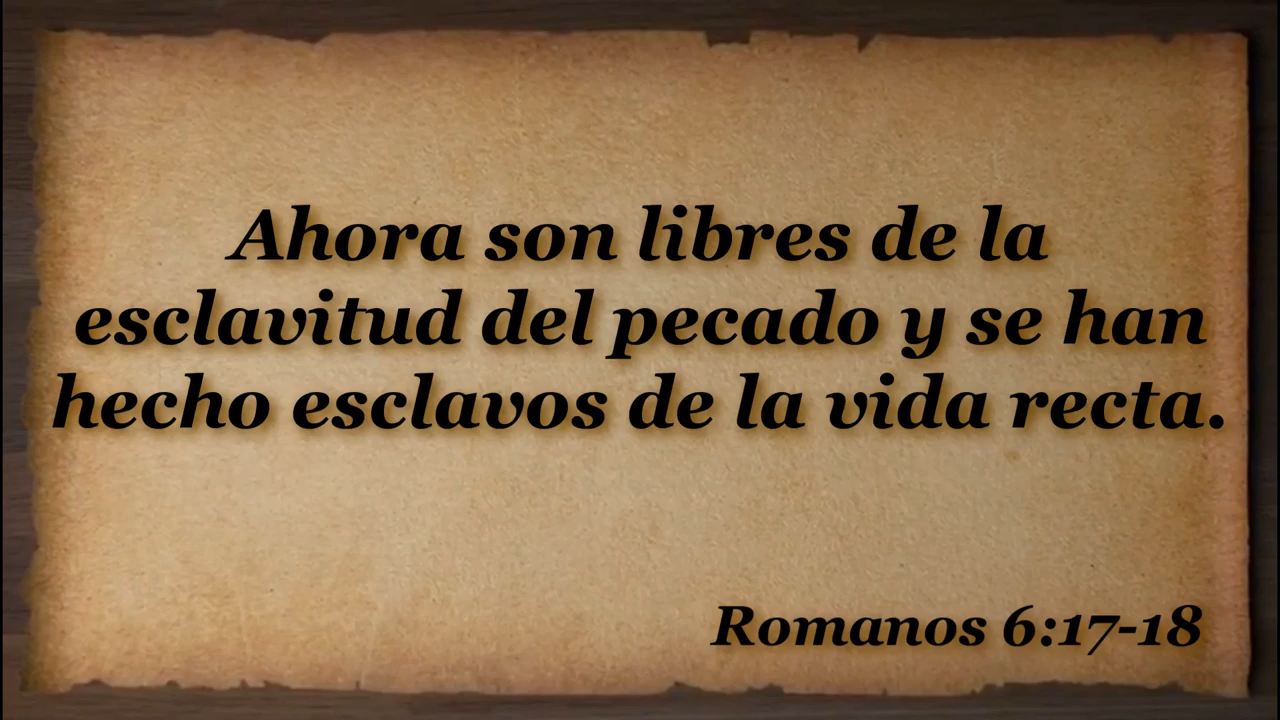 Ahora son libres de la
esclavitud del pecado y se han
hecho esclavos de la vida recta.
Romanos 6:17-18